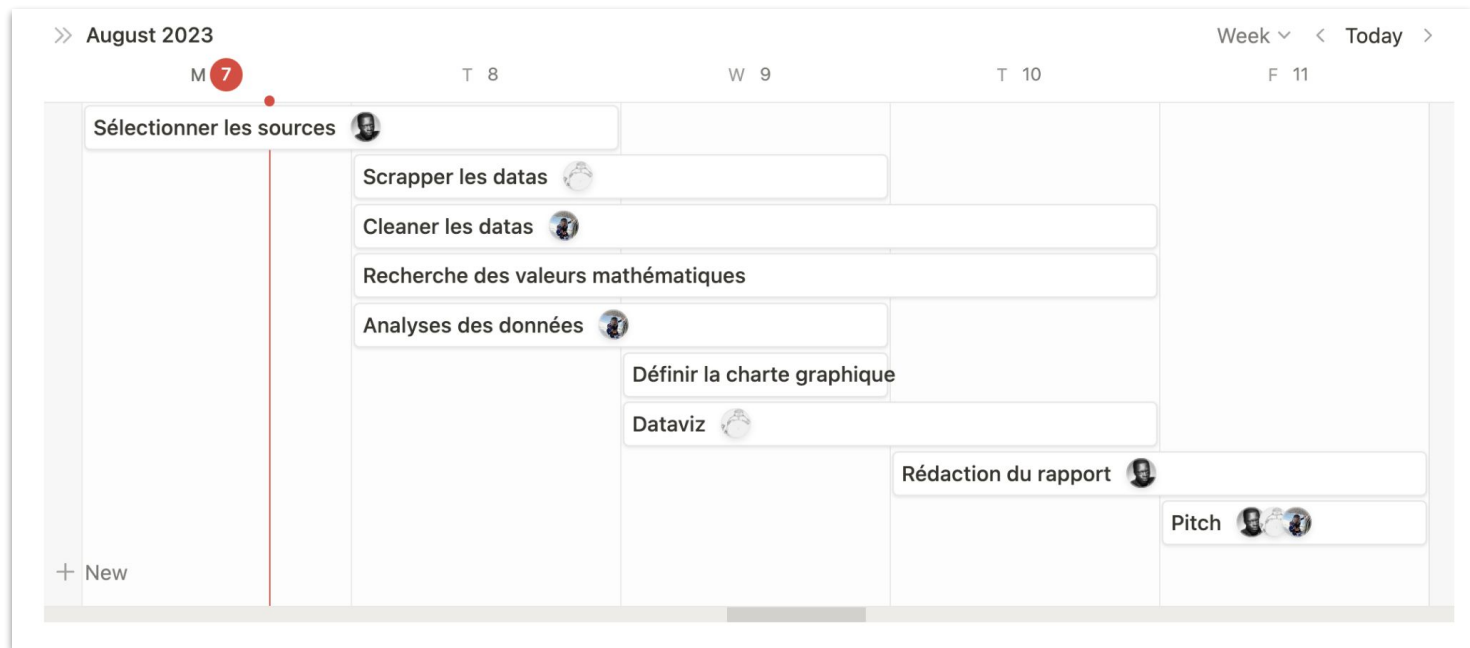 August 2023
Week
Today
M 7
T 8
W 9
T 10
F 11
Sélectionner les sources
Scrapper les datas
Cleaner les datas
Recherche des valeurs mathématiques
Analyses des données
Définir la charte graphique
Dataviz
Rédaction du rapport
Pitch
New